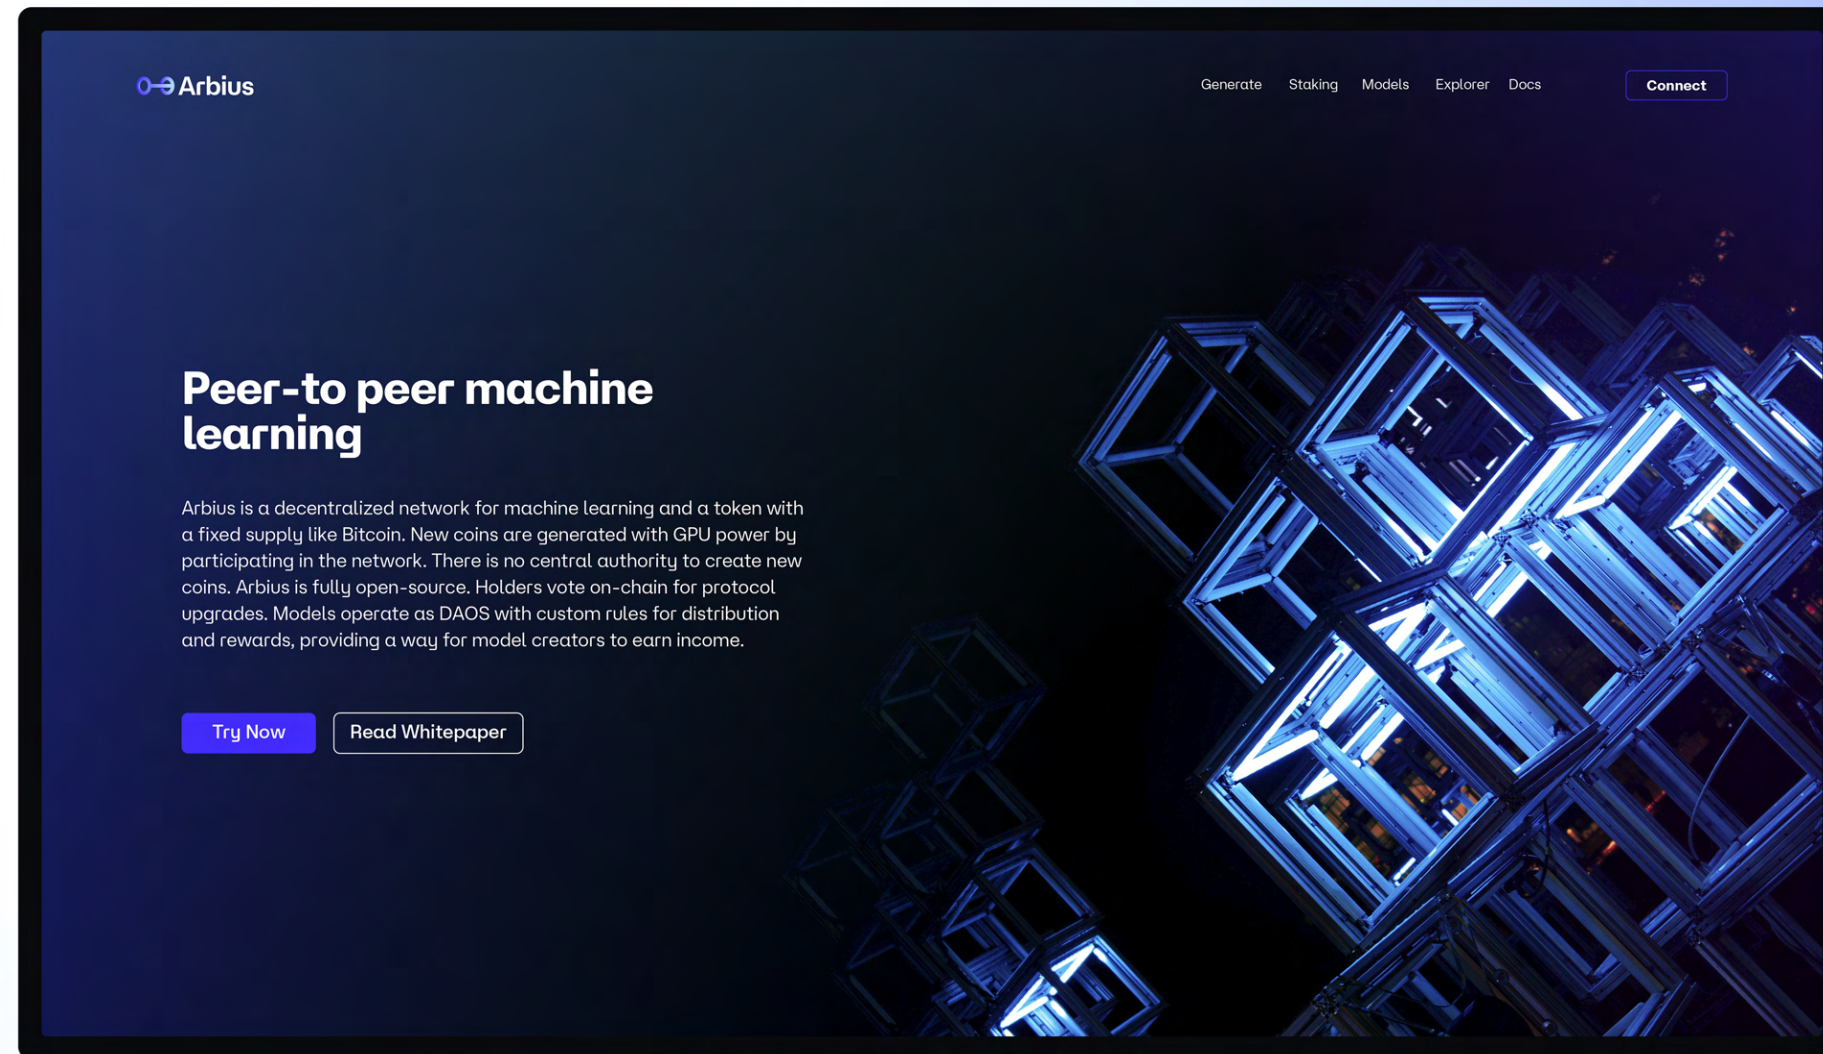 Arbius
Generate Staking Models Explorer Docs Connect
Peer-to peer machine
learning
Arbius is a decentralized network for machine learning and a token with
a fixed supply like Bitcoin. New coins are generated with GPU power by
participating in the network. There is no central authority to create new
coins. Arbius is fully open-source. Holders vote on-chain for protocol
upgrades. Models operate as DAOS with custom rules for distribution
and rewards, providing a way for model creators to earn income.
Try Now Read Whitepaper